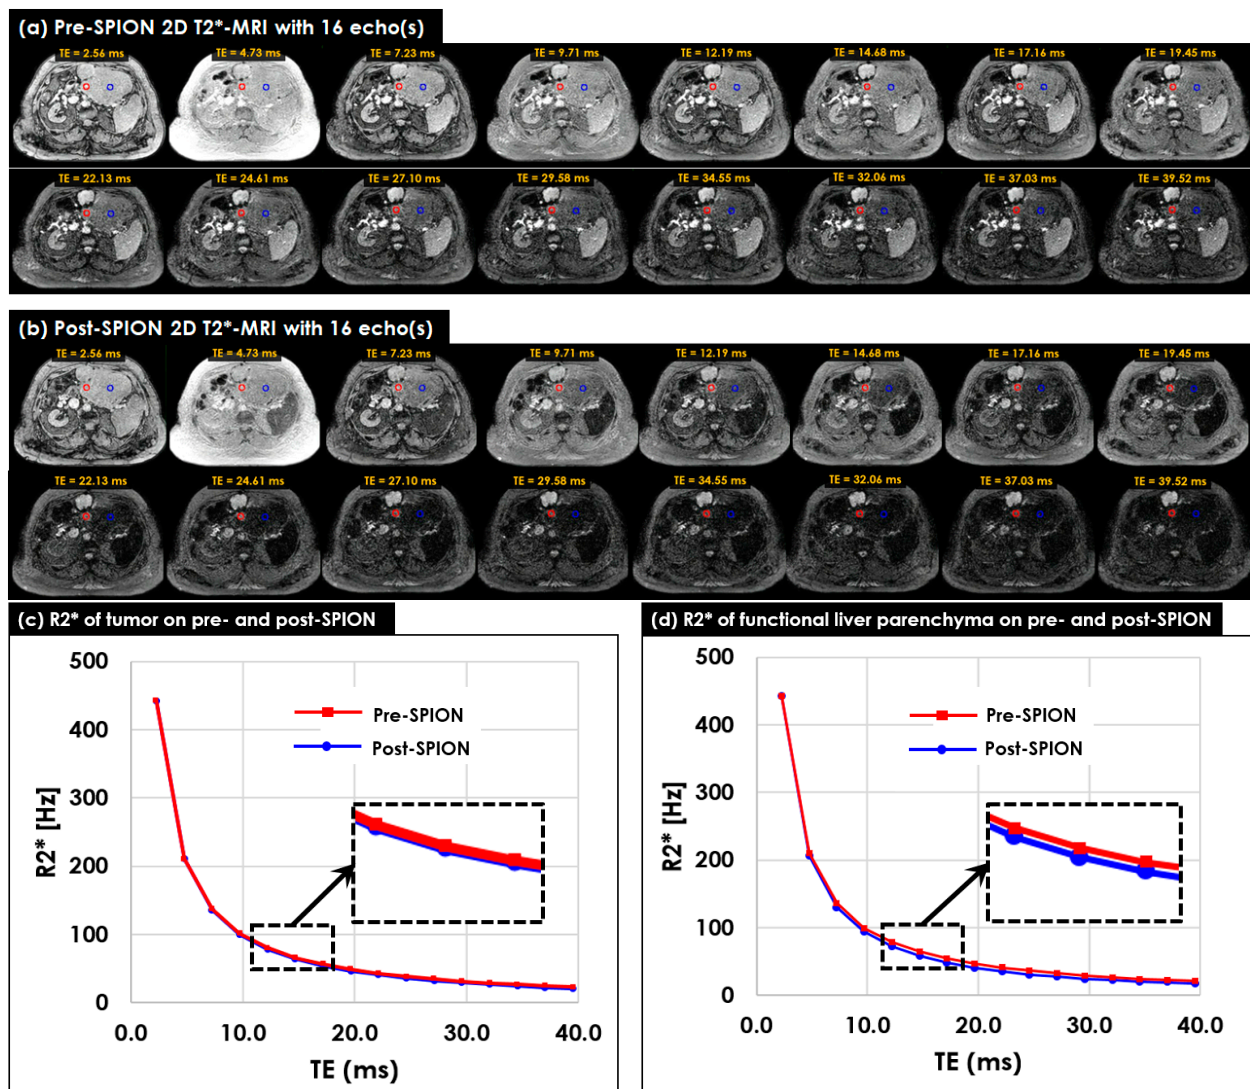 (a) Pre-SPION 2D T2*-MRI with 16 echo(s)
TE = 2.56 ms TE = 4.73 ms TE = 7.23 ms TE = 9.71 ms TE = 12.19 ms TE = 14.68 ms TE = 17.16 ms TE = 19.45 ms
TE = 22.13 ms TE = 24.61 ms TE = 27.10 ms TE = 29.58 ms TE = 34.55 ms TE = 32.06 ms TE = 37.03 ms TE = 39.52 ms
(b) Post-SPION 2D T2*-MRI with 16 echo(s)
TE = 2.56 ms TE = 4.73 ms TE = 7.23 ms TE = 9.71 ms TE = 12.19 ms TE = 14.68 ms TE = 17.16 ms TE = 19.45 ms
TE = 22.13 ms TE = 24.61 ms TE = 27.10 ms TE = 29.58 ms TE = 34.55 ms TE = 32.06 ms TE = 37.03 ms TE = 39.52 ms
(c) R2* of tumor on pre- and post-SPION
500
400
300
200
100
0
R2* [Hz]
Pre-SPION
Post-SPION
0.0 10.0 20.0 30.0 40.0
TE (ms)
(d) R2* of functional liver parenchyma on pre- and post-SPION
500
400
300
200
100
0
R2* [Hz]
Pre-SPION
Post-SPION
0.0 10.0 20.0 30.0 40.0
TE (ms)